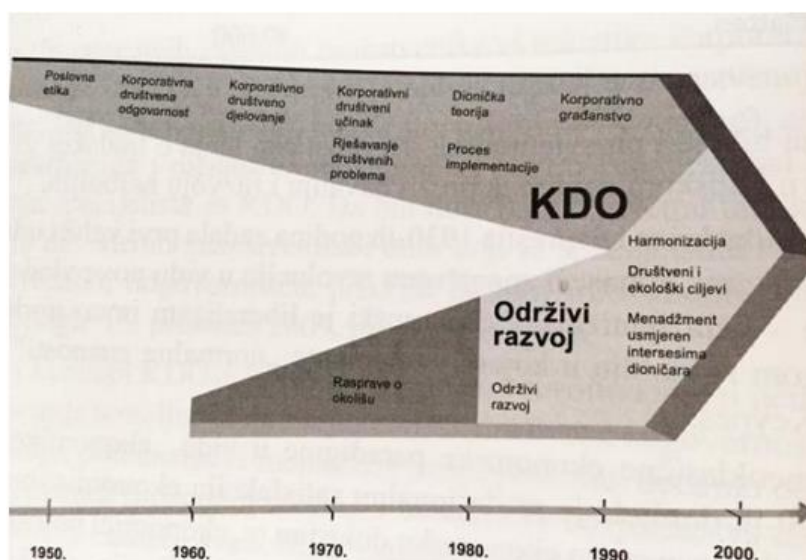 Poslovna
etika
Korporativna
društvena
odgovornost
Korporativno
društveno
djelovanje
Korporativni
društveni
učinak
Rješavanje
društvenih
problema
Dionička
teorija
Proces
implementacije
Korporativno
građanstvo
KDO
Harmonizacija
Društveni i
ekološki ciljevi
Menadžment
usmjeren
intersesima
dioničara
Održivi
razvoj
Rasprave o
okolišu
Održivi
razvoj
1950. 1960. 1970. 1980. 1990 2000.